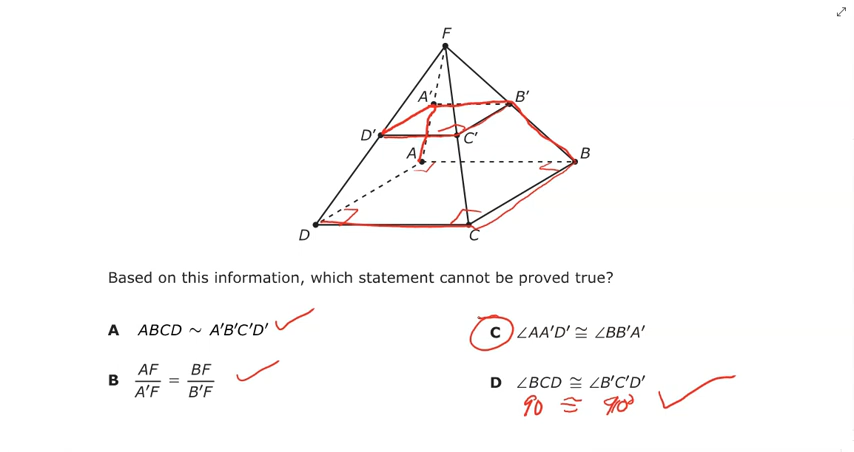 F
A'
B'
D'
C'
A
B
D
C
Based on this information, which statement cannot be proved true?
A ABCD ~ A'B'C'D'
B AF/A'F = BF/B'F
C ∠AA'D' ≅ ∠BB'A'
D ∠BCD ≅ ∠B'C'D'
90 ≅ 90°